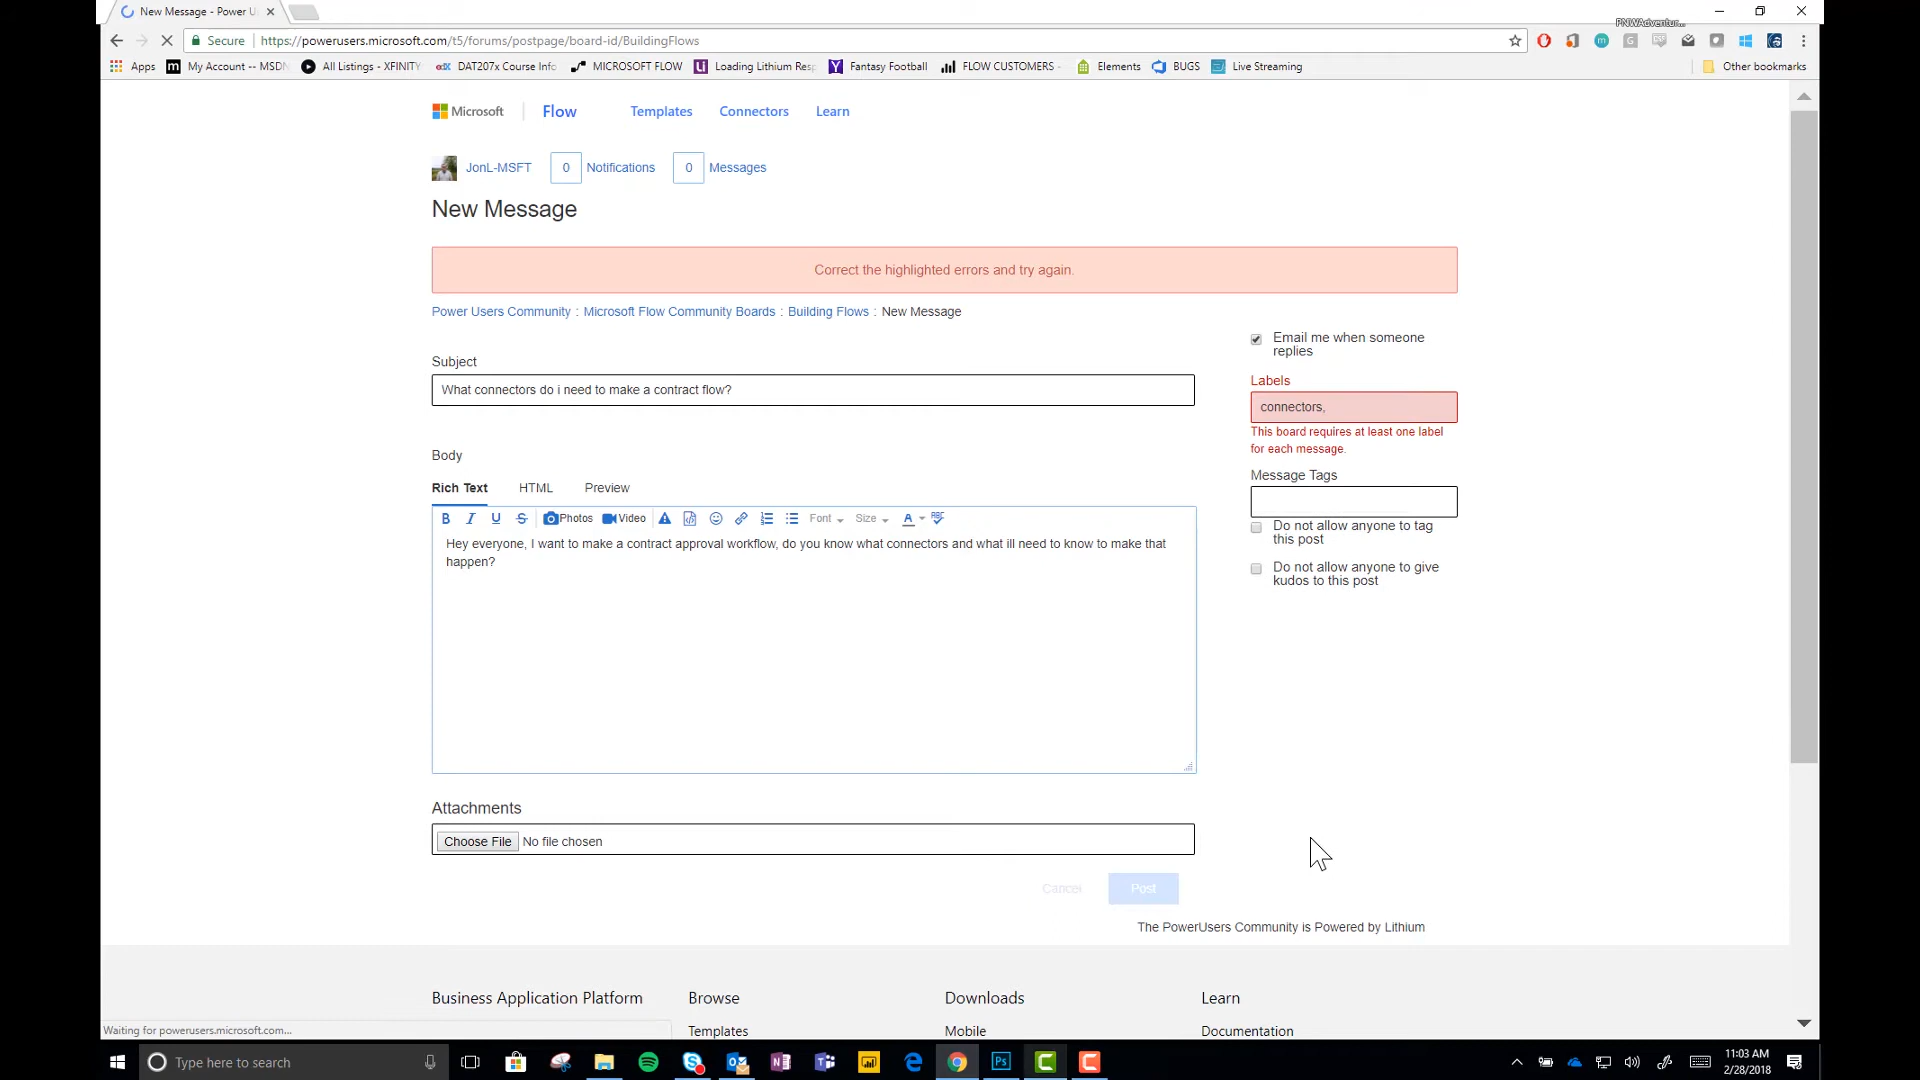 New Message - Power U
PNWAdventur...
Secure
https://powerusers.microsoft.com/t5/forums/postpage/board-id/BuildingFlows
Apps
My Account -- MSDN
All Listings - XFINITY
DAT207x Course Info
MICROSOFT FLOW
Loading Lithium Resp
Fantasy Football
FLOW CUSTOMERS -
Elements
BUGS
Live Streaming
Other bookmarks
Microsoft
Flow
Templates
Connectors
Learn
JonL-MSFT
0
Notifications
0
Messages
New Message
Correct the highlighted errors and try again.
Power Users Community : Microsoft Flow Community Boards : Building Flows : New Message
Email me when someone
replies
Subject
What connectors do i need to make a contract flow?
Labels
connectors,
This board requires at least one label
for each message.
Body
Message Tags
Rich Text
HTML
Preview
Photos
Video
Font
Size
A
Do not allow anyone to tag
this post
Hey everyone, I want to make a contract approval workflow, do you know what connectors and what ill need to know to make that
happen?
Do not allow anyone to give
kudos to this post
Attachments
Choose File
No file chosen
Cancel
Post
The PowerUsers Community is Powered by Lithium
Business Application Platform
Browse
Downloads
Learn
Templates
Mobile
Documentation
Waiting for powerusers.microsoft.com...
Type here to search
11:03 AM
2/28/2018